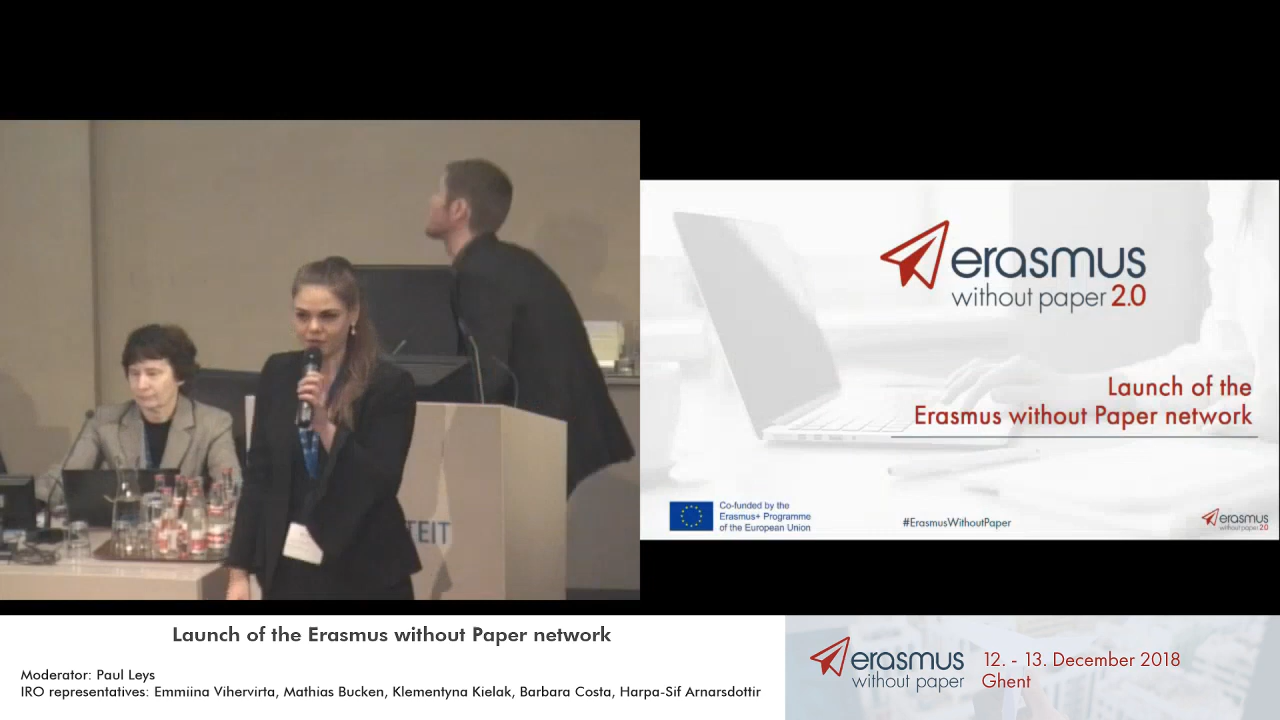 TEIT
erasmus
without paper 2.0
Launch of the
Erasmus without Paper network
Co-funded by the
Erasmus+ Programme
of the European Union
#ErasmusWithoutPaper
erasmus
without paper 2.0
Launch of the Erasmus without Paper network
Moderator: Paul Leys
IRO representatives: Emmiina Vihervirta, Mathias Bucken, Klementyna Kielak, Barbara Costa, Harpa-Sif Arnarsdottir
erasmus
without paper
12. - 13. December 2018
Ghent